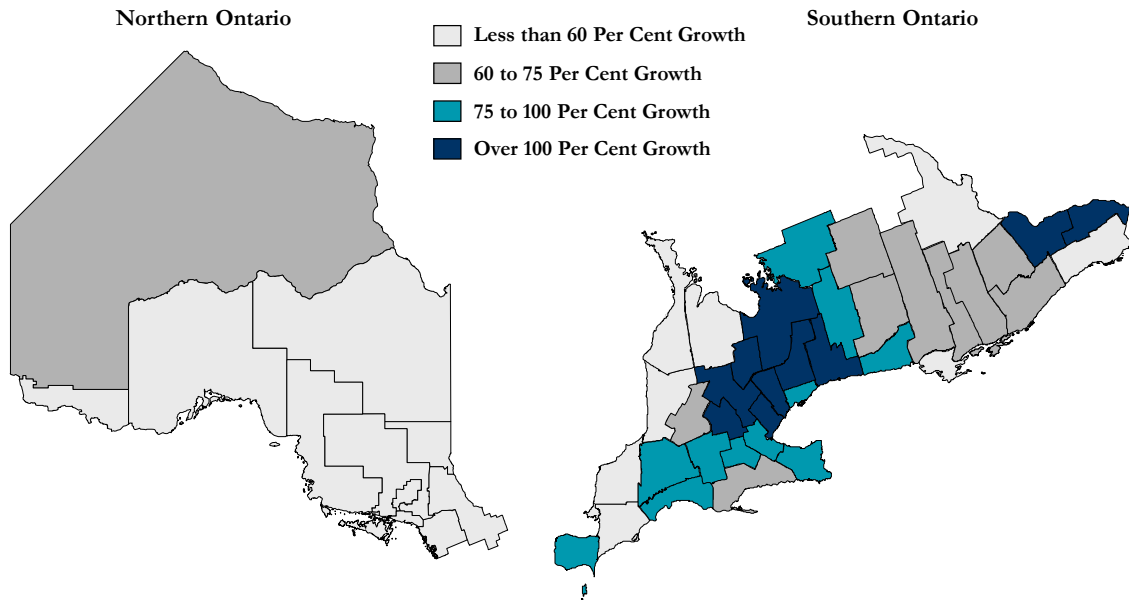 Northern Ontario
Southern Ontario
Less than 60 Per Cent Growth
60 to 75 Per Cent Growth
75 to 100 Per Cent Growth
Over 100 Per Cent Growth